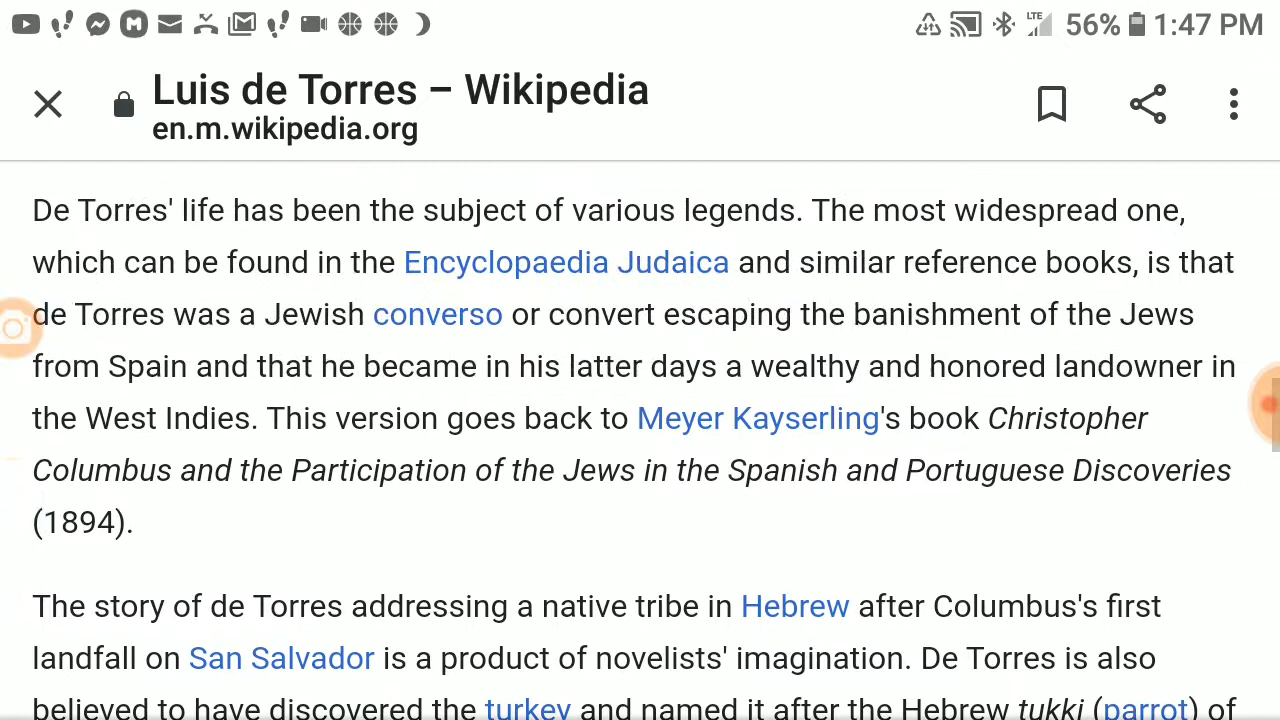 LTE 56% 1:47 PM
Luis de Torres – Wikipedia
en.m.wikipedia.org
De Torres' life has been the subject of various legends. The most widespread one,
which can be found in the Encyclopaedia Judaica and similar reference books, is that
de Torres was a Jewish converso or convert escaping the banishment of the Jews
from Spain and that he became in his latter days a wealthy and honored landowner in
the West Indies. This version goes back to Meyer Kayserling's book Christopher
Columbus and the Participation of the Jews in the Spanish and Portuguese Discoveries
(1894).
The story of de Torres addressing a native tribe in Hebrew after Columbus's first
landfall on San Salvador is a product of novelists' imagination. De Torres is also
believed to have discovered the turkey and named it after the Hebrew tukki (parrot) of